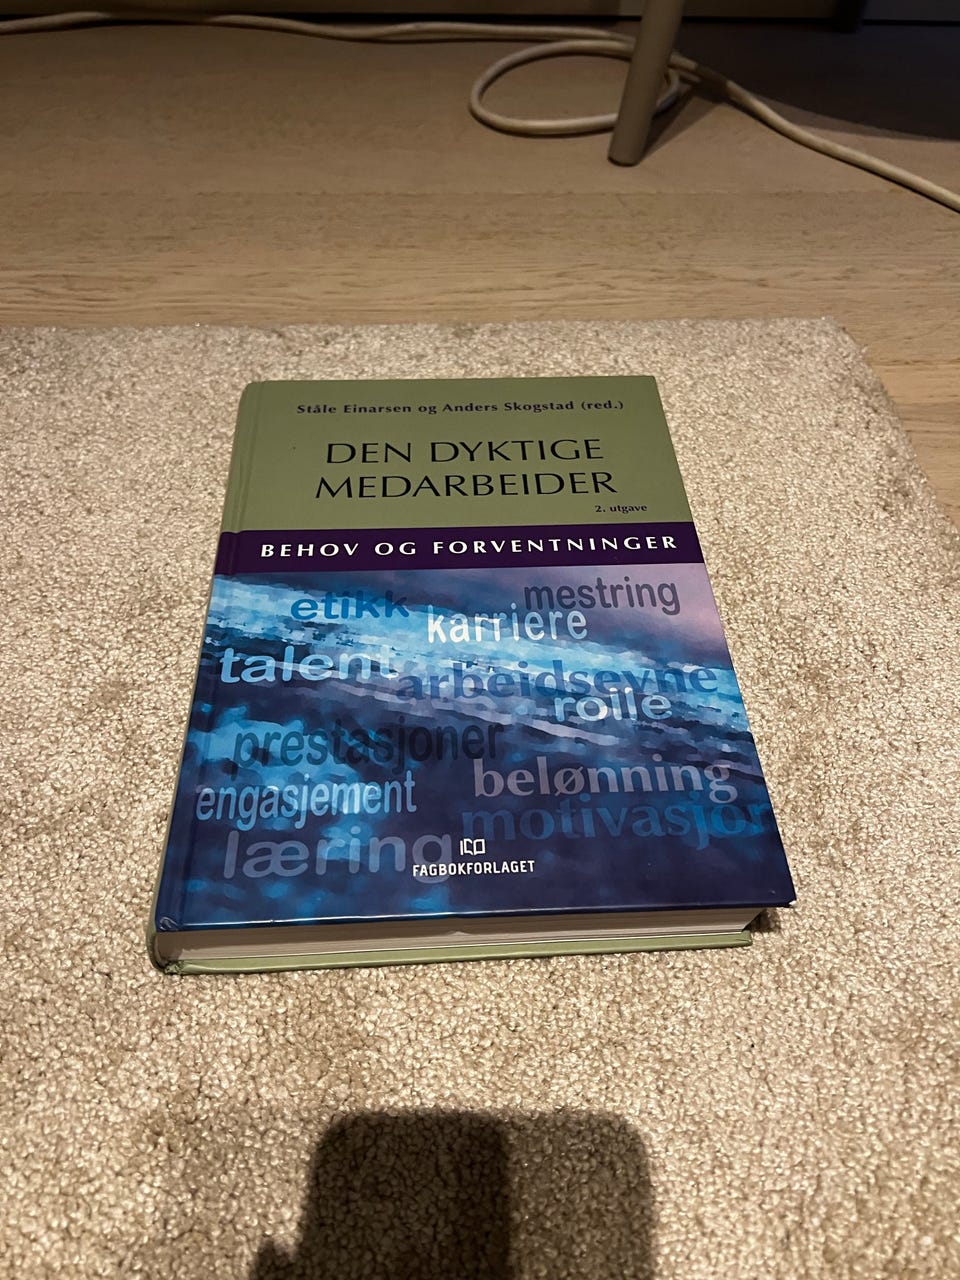 Ståle Einarsen og Anders Skogstad (red.)
DEN DYKTIGE
MEDARBEIDER
2. utgave
BEHOV OG FORVENTNINGER
mestring
etikk
karriere
talent
arbeidsevne
rolle
prestasjoner
belønning
engasjement
motivasjon
læring
FAGBOKFORLAGET